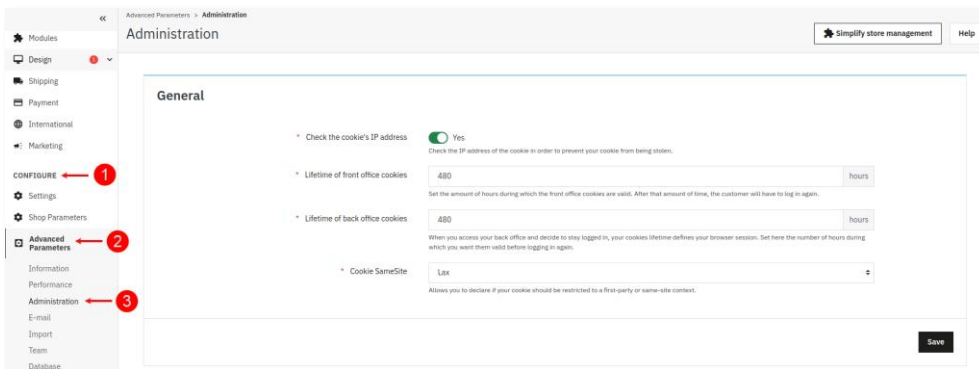 «
Modules
Design 1
Shipping
Payment
International
Marketing
CONFIGURE 1
Settings
Shop Parameters
Advanced
Parameters 2
Information
Performance
Administration 3
E-mail
Import
Team
Database
Advanced Parameters > Administration
Administration
Simplify store management
Help
General
* Check the cookie's IP address Yes
Check the IP address of the cookie in order to prevent your cookie from being stolen.
* Lifetime of front office cookies 480 hours
Set the amount of hours during which the front office cookies are valid. After that amount of time, the customer will have to log in again.
* Lifetime of back office cookies 480 hours
When you access your back office and decide to stay logged in, your cookies lifetime defines your browser session. Set here the number of hours during
which you want them valid before logging in again.
* Cookie SameSite Lax
Allows you to declare if your cookie should be restricted to a first-party or same-site context.
Save